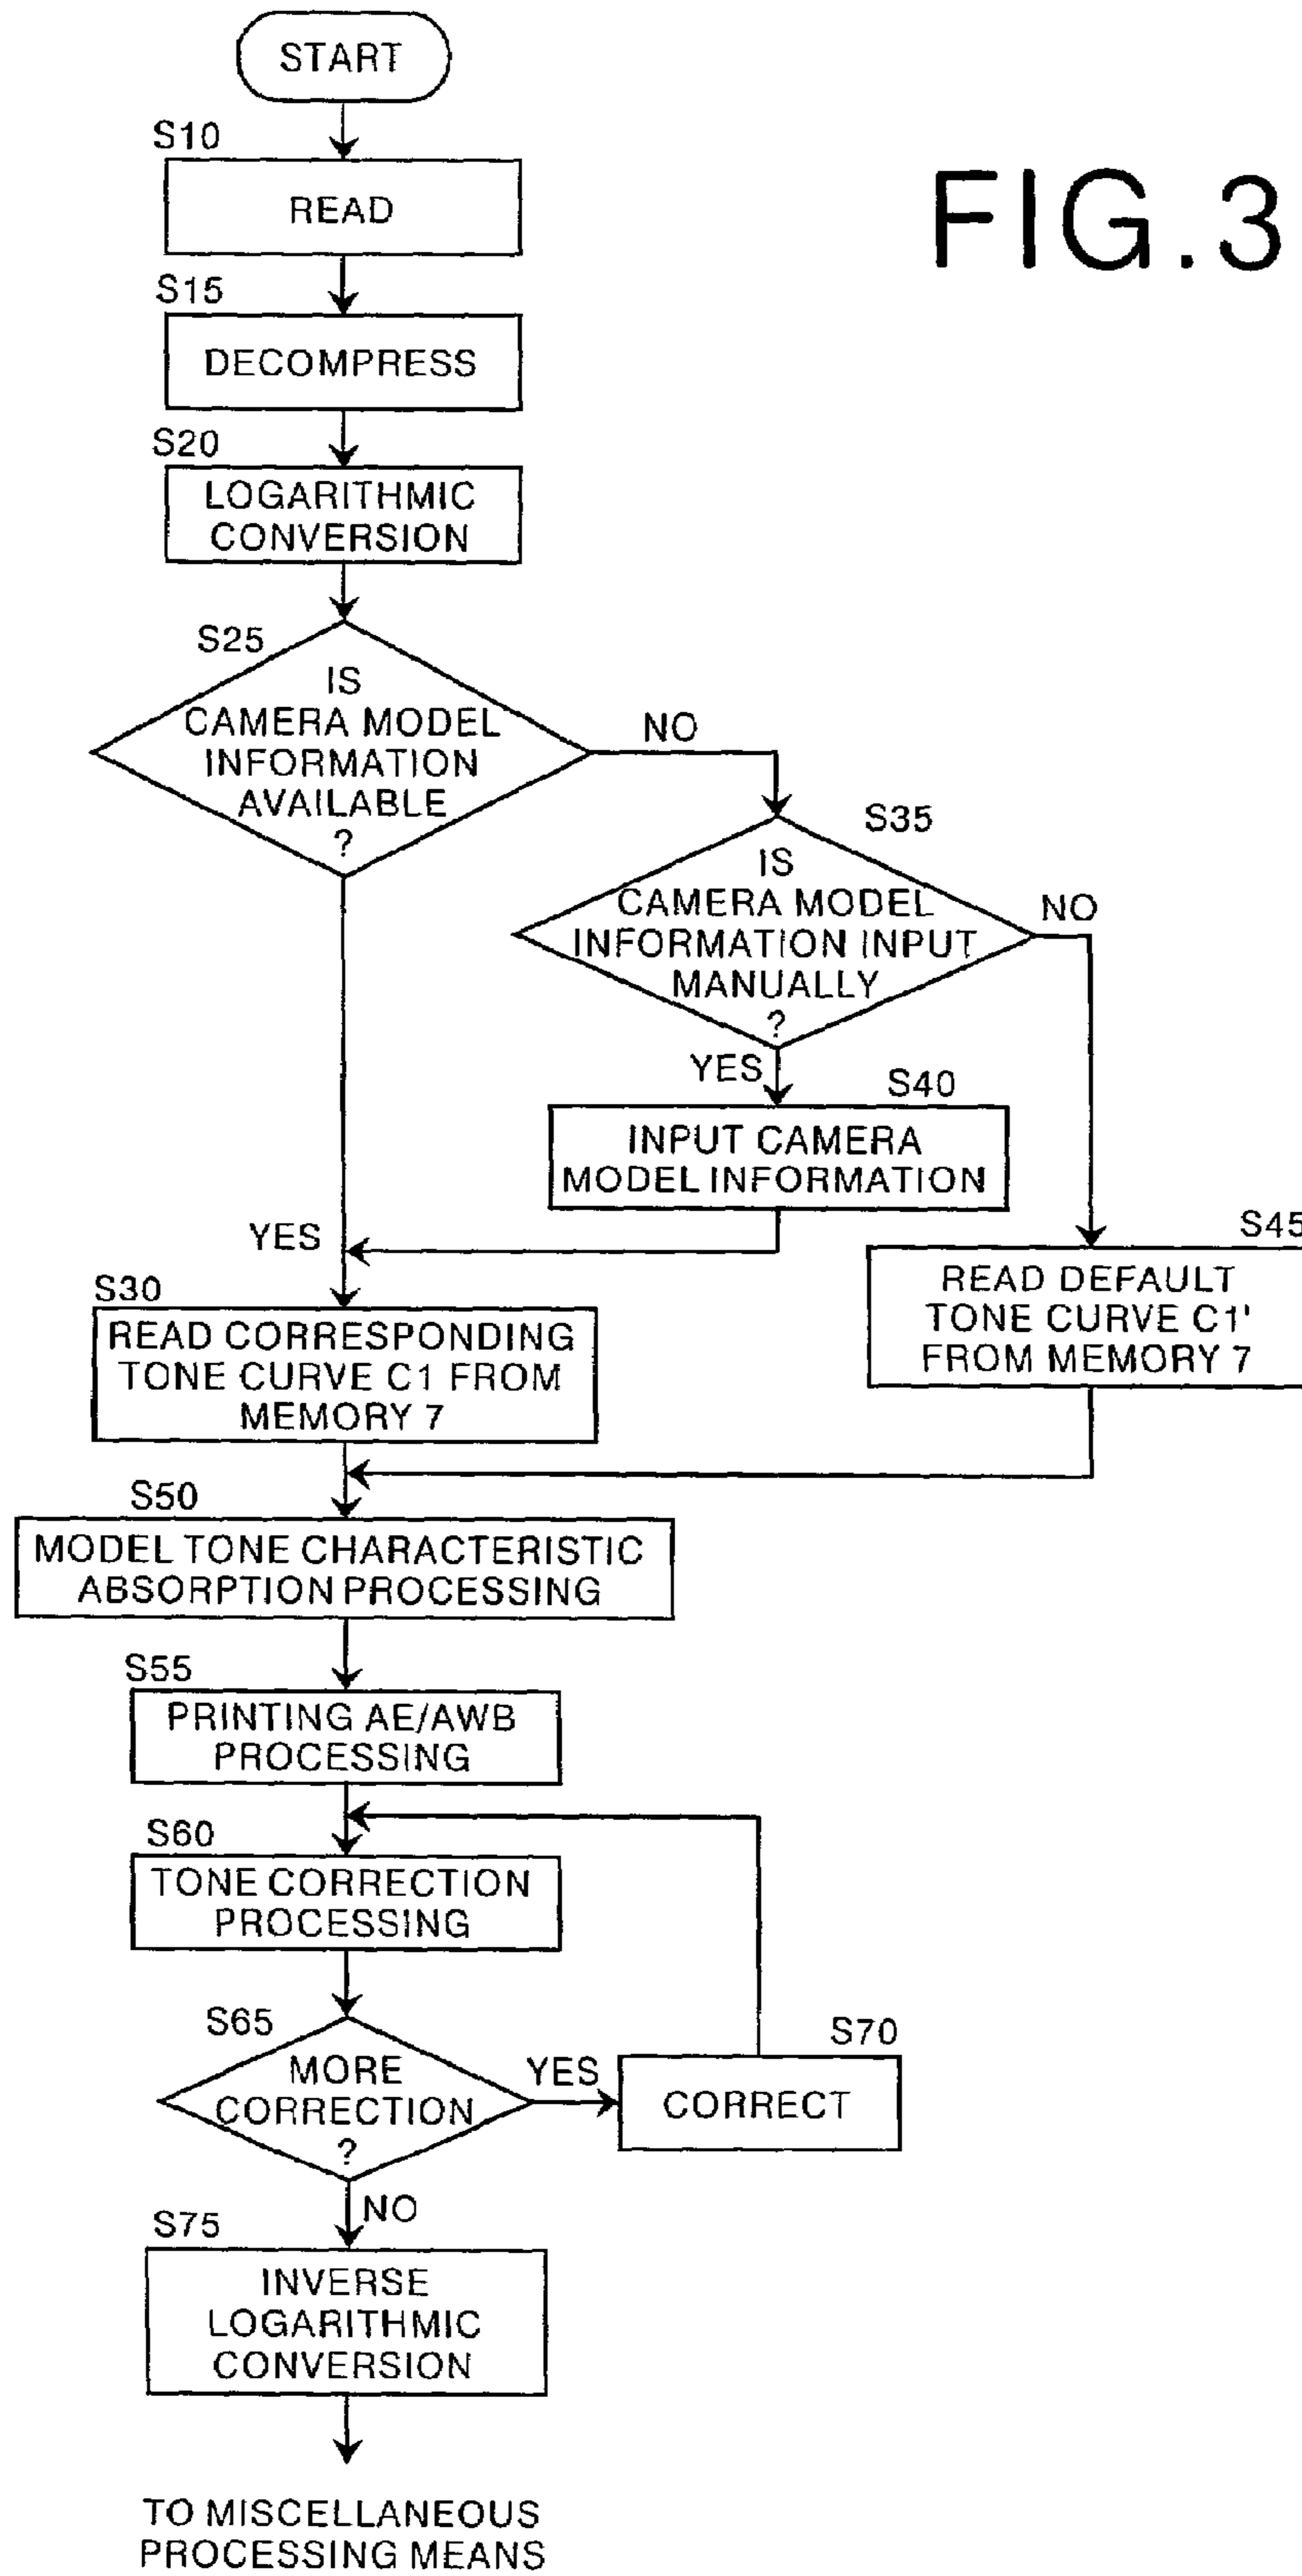 START
FIG.3
S10
READ
S15
DECOMPRESS
S20
LOGARITHMIC
CONVERSION
S25
IS
CAMERA MODEL
INFORMATION
AVAILABLE
?
NO
S35
IS
CAMERA MODEL
INFORMATION INPUT
MANUALLY
?
NO
YES
S40
INPUT CAMERA
MODEL INFORMATION
YES
S45
READ DEFAULT
TONE CURVE C1'
FROM MEMORY 7
S30
READ CORRESPONDING
TONE CURVE C1 FROM
MEMORY 7
S50
MODEL TONE CHARACTERISTIC
ABSORPTION PROCESSING
S55
PRINTING AE/AWB
PROCESSING
S60
TONE CORRECTION
PROCESSING
S65
MORE
CORRECTION
?
YES
S70
CORRECT
NO
S75
INVERSE
LOGARITHMIC
CONVERSION
TO MISCELLANEOUS
PROCESSING MEANS